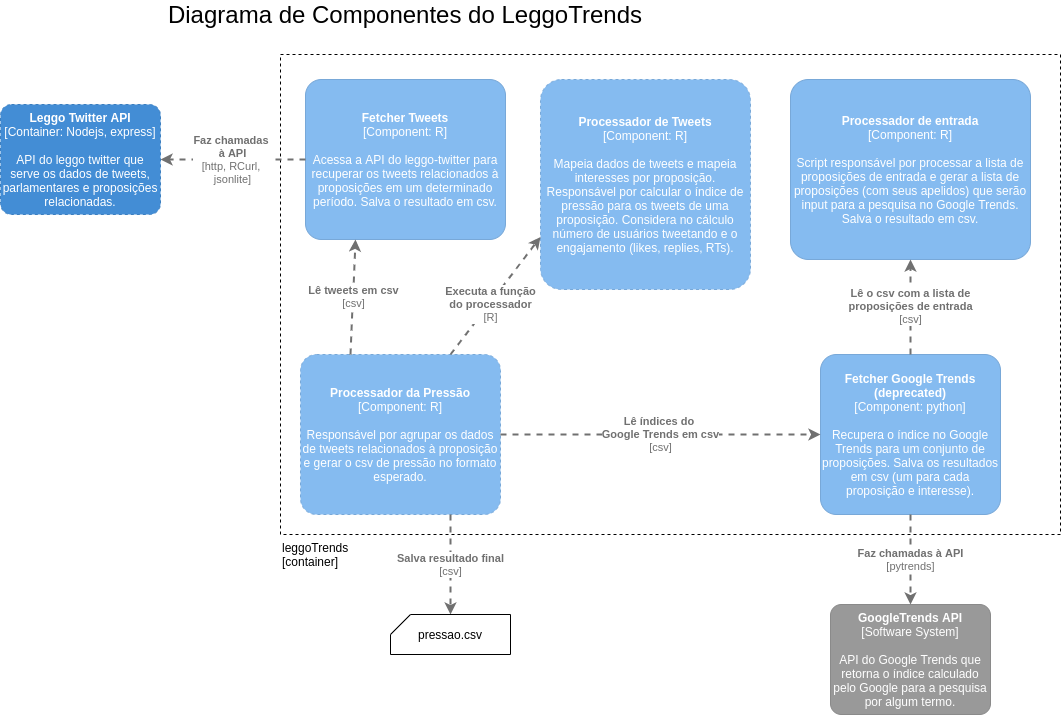 Diagrama de Componentes do LeggoTrends
Leggo Twitter API
[Container: Nodejs, express]
API do leggo twitter que
serve os dados de tweets,
parlamentares e proposições
relacionadas.
Faz chamadas
à API
[http, RCurl,
jsonlite]
Fetcher Tweets
[Component: R]
Acessa a API do leggo-twitter para
recuperar os tweets relacionados à
proposições em um determinado
período. Salva o resultado em csv.
Processador de Tweets
[Component: R]
Mapeia dados de tweets e mapeia
interesses por proposição.
Responsável por calcular o indice de
pressão para os tweets de uma
proposição. Considera no cálculo
número de usuários tweetando e o
engajamento (likes, replies, RTs).
Processador de entrada
[Component: R]
Script responsável por processar a lista de
proposições de entrada e gerar a lista de
proposições (com seus apelidos) que serão
input para a pesquisa no Google Trends.
Salva o resultado em csv.
Lê tweets em csv
[csv]
Executa a função
do processador
[R]
Lê o csv com a lista de
proposições de entrada
[csv]
Processador da Pressão
[Component: R]
Responsável por agrupar os dados
de tweets relacionados à proposição
e gerar o csv de pressão no formato
esperado.
Lê índices do
Google Trends em csv
[csv]
Fetcher Google Trends
(deprecated)
[Component: python]
Recupera o índice no Google
Trends para um conjunto de
proposições. Salva os resultados
em csv (um para cada
proposição e interesse).
leggoTrends
[container]
Salva resultado final
[csv]
Faz chamadas à API
[pytrends]
pressao.csv
GoogleTrends API
[Software System]
API do Google Trends que
retorna o índice calculado
pelo Google para a pesquisa
por algum termo.